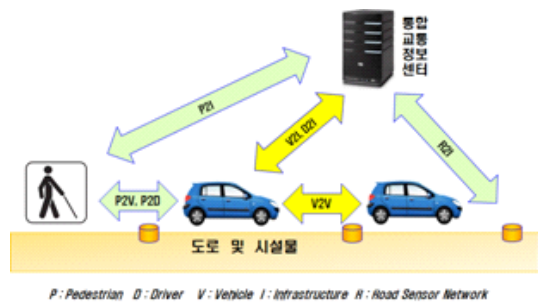 통합
교통
정보
센터
P2I
V2I, D2I
R2I
P2V, P2D
V2V
도로 및 시설물
P : Pedestrian D : Driver V : Vehicle I : Infrastructure R : Road Sensor Network